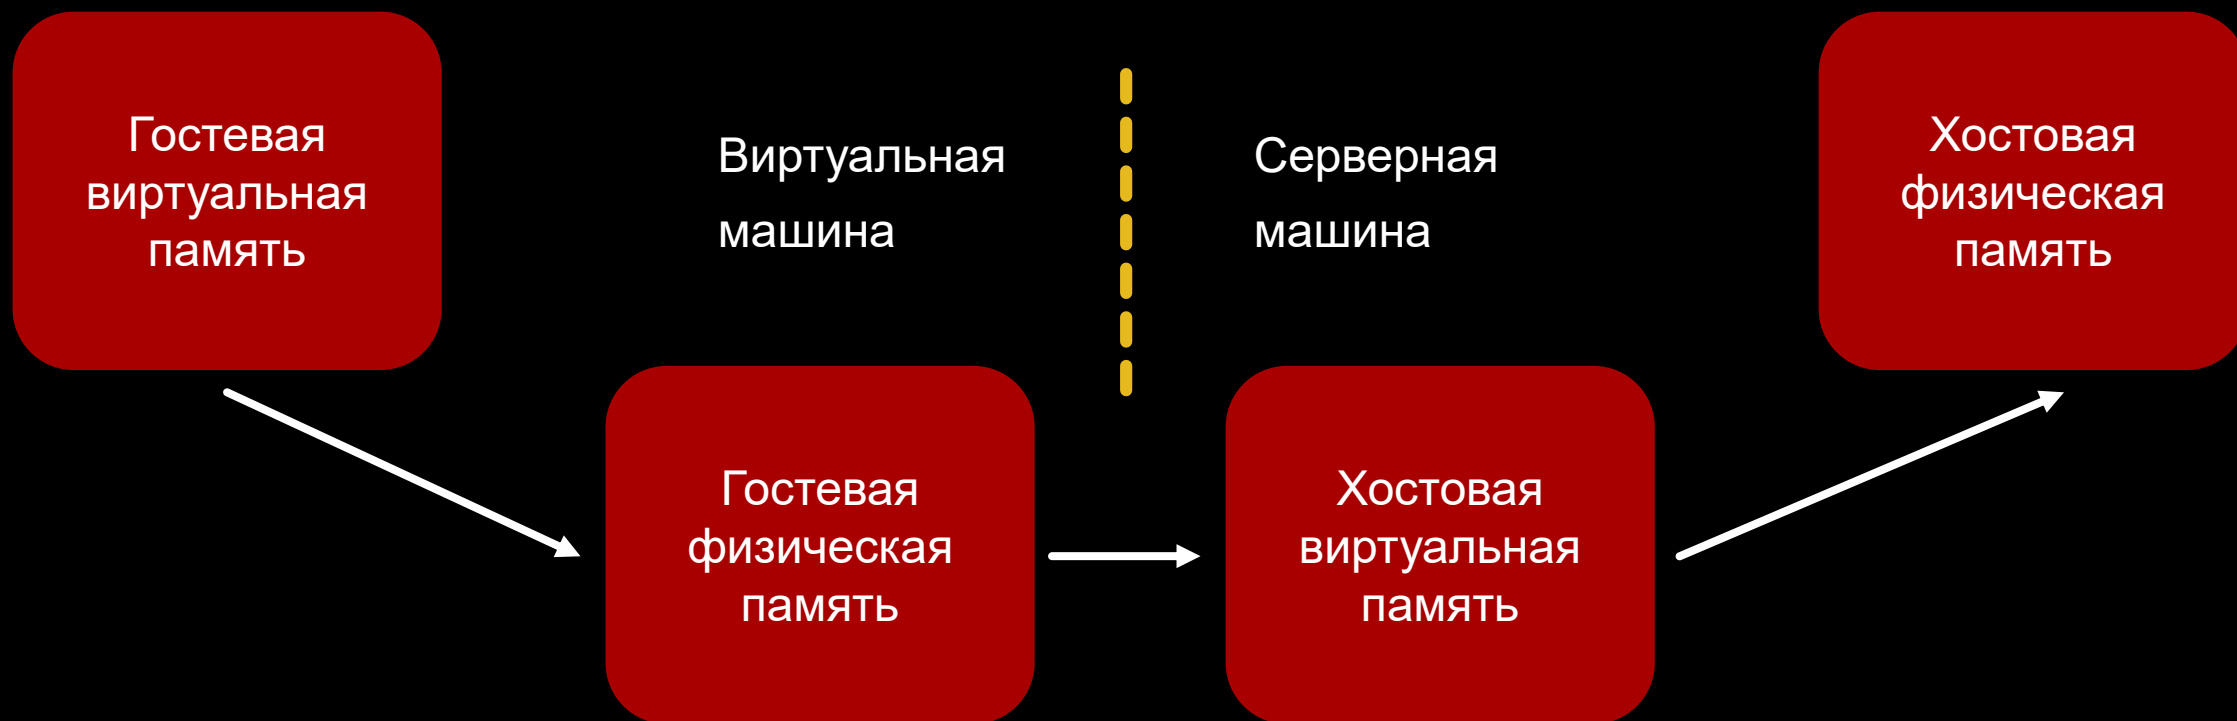 Гостевая
виртуальная
память
Виртуальная
машина
Серверная
машина
Хостовая
физическая
память
Гостевая
физическая
память
Хостовая
виртуальная
память